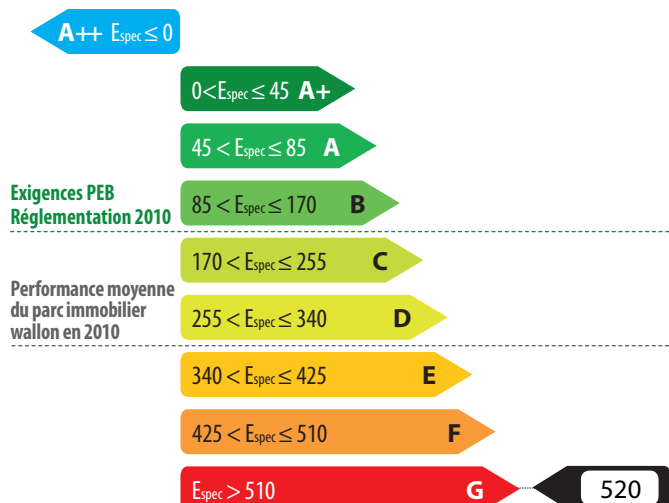 A++ Espec ≤ 0
0<Espec ≤ 45 A+
45 < Espec ≤ 85 A
Exigences PEB
Réglementation 2010
85 < Espec ≤ 170 B
170 < Espec ≤ 255 C
Performance moyenne
du parc immobilier
wallon en 2010
255 < Espec ≤ 340 D
340 < Espec ≤ 425 E
425 < Espec ≤ 510 F
Espec > 510 G
520